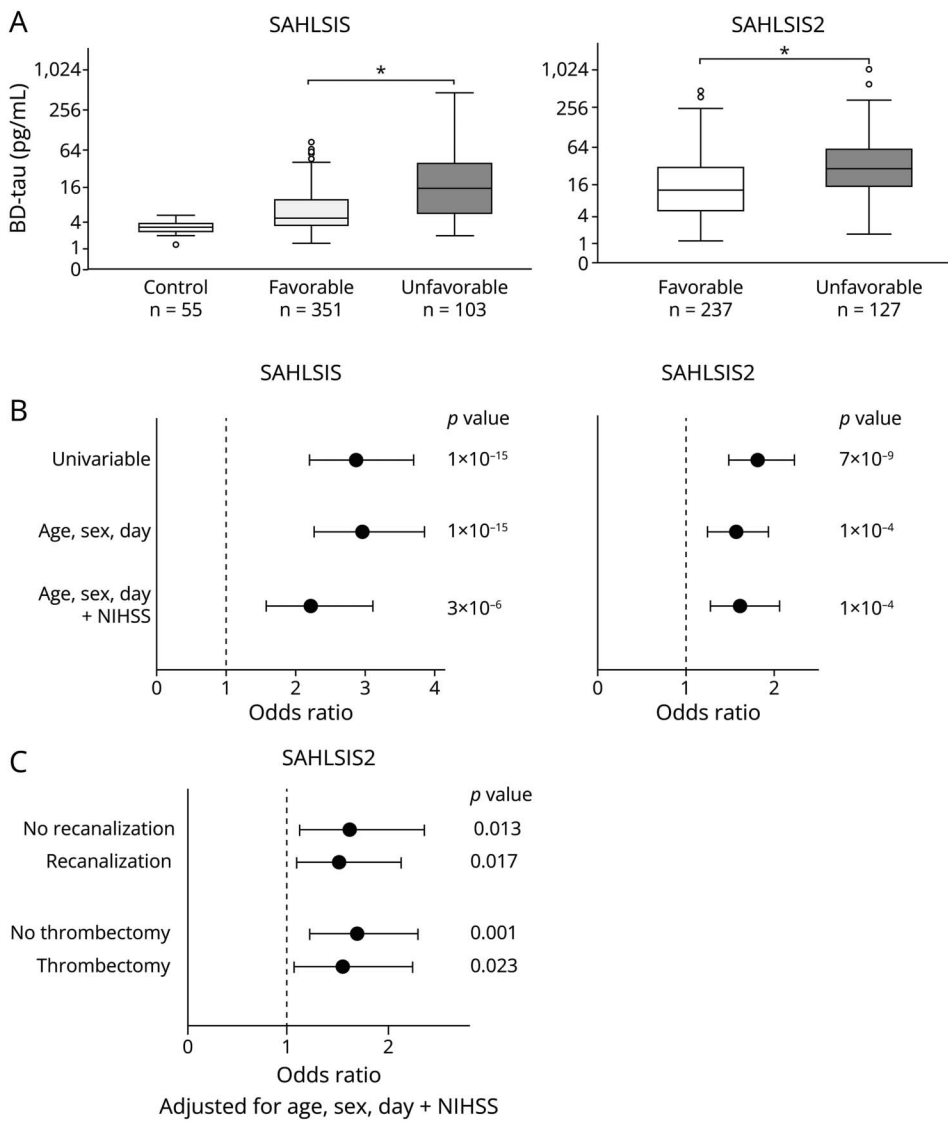 A
SAHLSIS
SAHLSIS2
BD-tau (pg/mL)
1,024
256
64
16
4
1
0
*
Control
n = 55
Favorable
n = 351
Unfavorable
n = 103
1,024
256
64
16
4
1
0
*
Favorable
n = 237
Unfavorable
n = 127
B
SAHLSIS
SAHLSIS2
p value
p value
Univariable
1×10⁻¹⁵
7×10⁻⁹
Age, sex, day
1×10⁻¹⁵
1×10⁻⁴
Age, sex, day
+ NIHSS
3×10⁻⁶
1×10⁻⁴
0 1 2 3 4
Odds ratio
0 1 2
Odds ratio
C
SAHLSIS2
p value
No recanalization 0.013
Recanalization 0.017
No thrombectomy 0.001
Thrombectomy 0.023
0 1 2
Odds ratio
Adjusted for age, sex, day + NIHSS